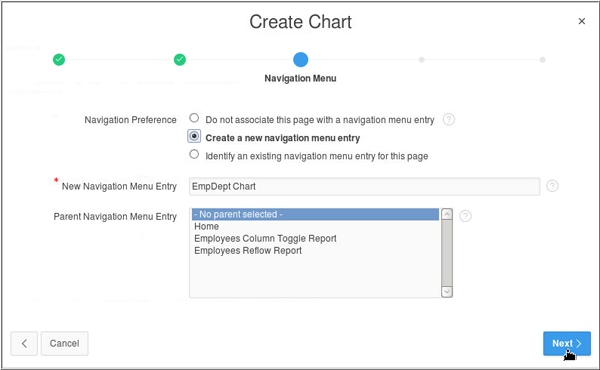 Create Chart
Navigation Menu
Navigation Preference
Do not associate this page with a navigation menu entry
Create a new navigation menu entry
Identify an existing navigation menu entry for this page
* New Navigation Menu Entry EmpDept Chart
Parent Navigation Menu Entry - No parent selected -
Home
Employees Column Toggle Report
Employees Reflow Report
Cancel Next